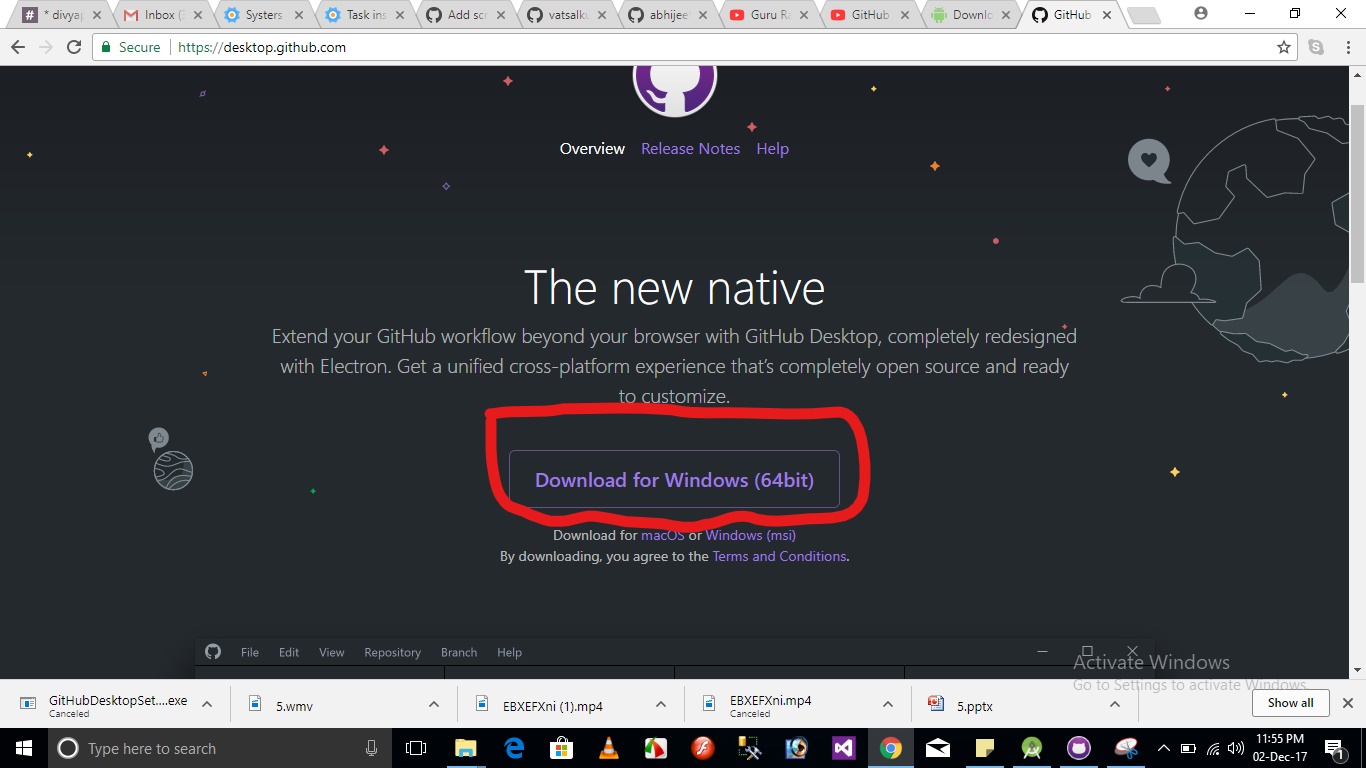 * divya
Inbox (
Systers
Task ins
Add scr
vatsalku
abhijeet
Guru Ra
GitHub
Downlo
GitHub
Secure
https://desktop.github.com
Overview Release Notes Help
The new native
Extend your GitHub workflow beyond your browser with GitHub Desktop, completely redesigned
with Electron. Get a unified cross-platform experience that's completely open source and ready
to customize.
Download for Windows (64bit)
Download for macOS or Windows (msi)
By downloading, you agree to the Terms and Conditions.
File Edit View Repository Branch Help
Activate Windows
Go to Settings to activate Windows.
GitHubDesktopSet....exe
Canceled
5.wmv
EBXEFXni (1).mp4
EBXEFXni.mp4
Canceled
5.pptx
Show all
Type here to search
11:55 PM
02-Dec-17
1